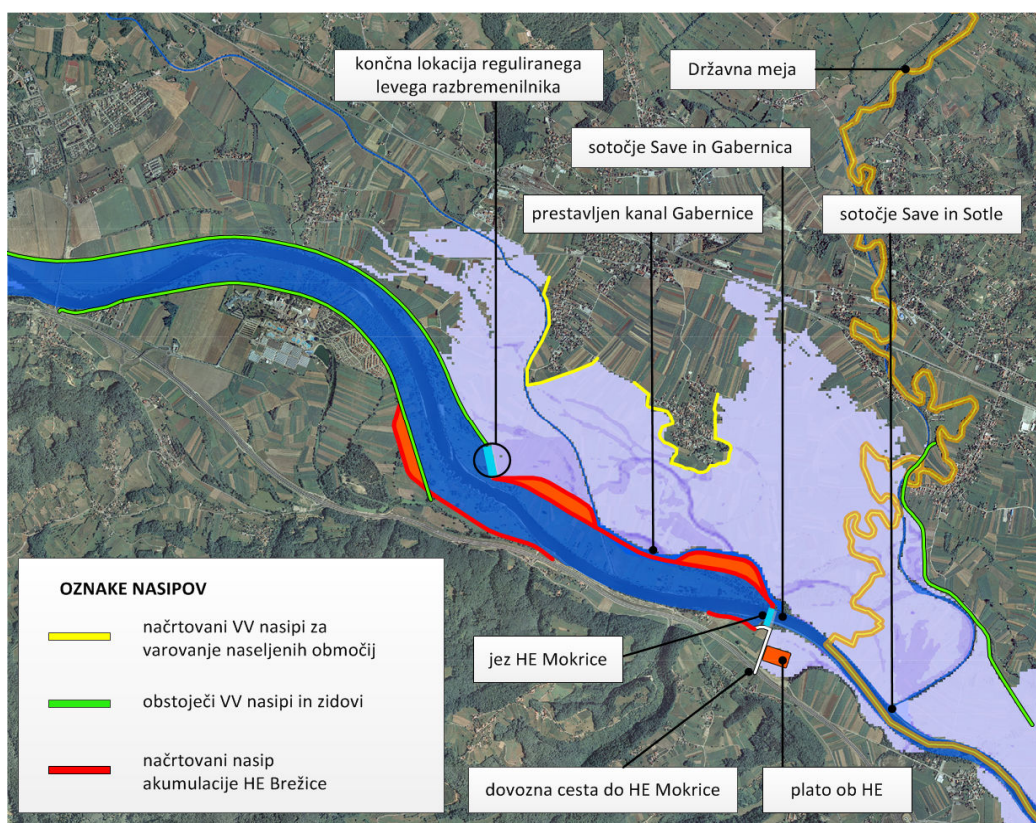 končna lokacija reguliranega
levega razbremenilnika
Državna meja
sotočje Save in Gabernica
prestavljen kanal Gabernice
sotočje Save in Sotle
OZNAKE NASIPOV
načrtovani VV nasipi za
varovanje naseljenih območij
obstoječi VV nasipi in zidovi
načrtovani nasip
akumulacije HE Brežice
jez HE Mokrice
dovozna cesta do HE Mokrice
plato ob HE